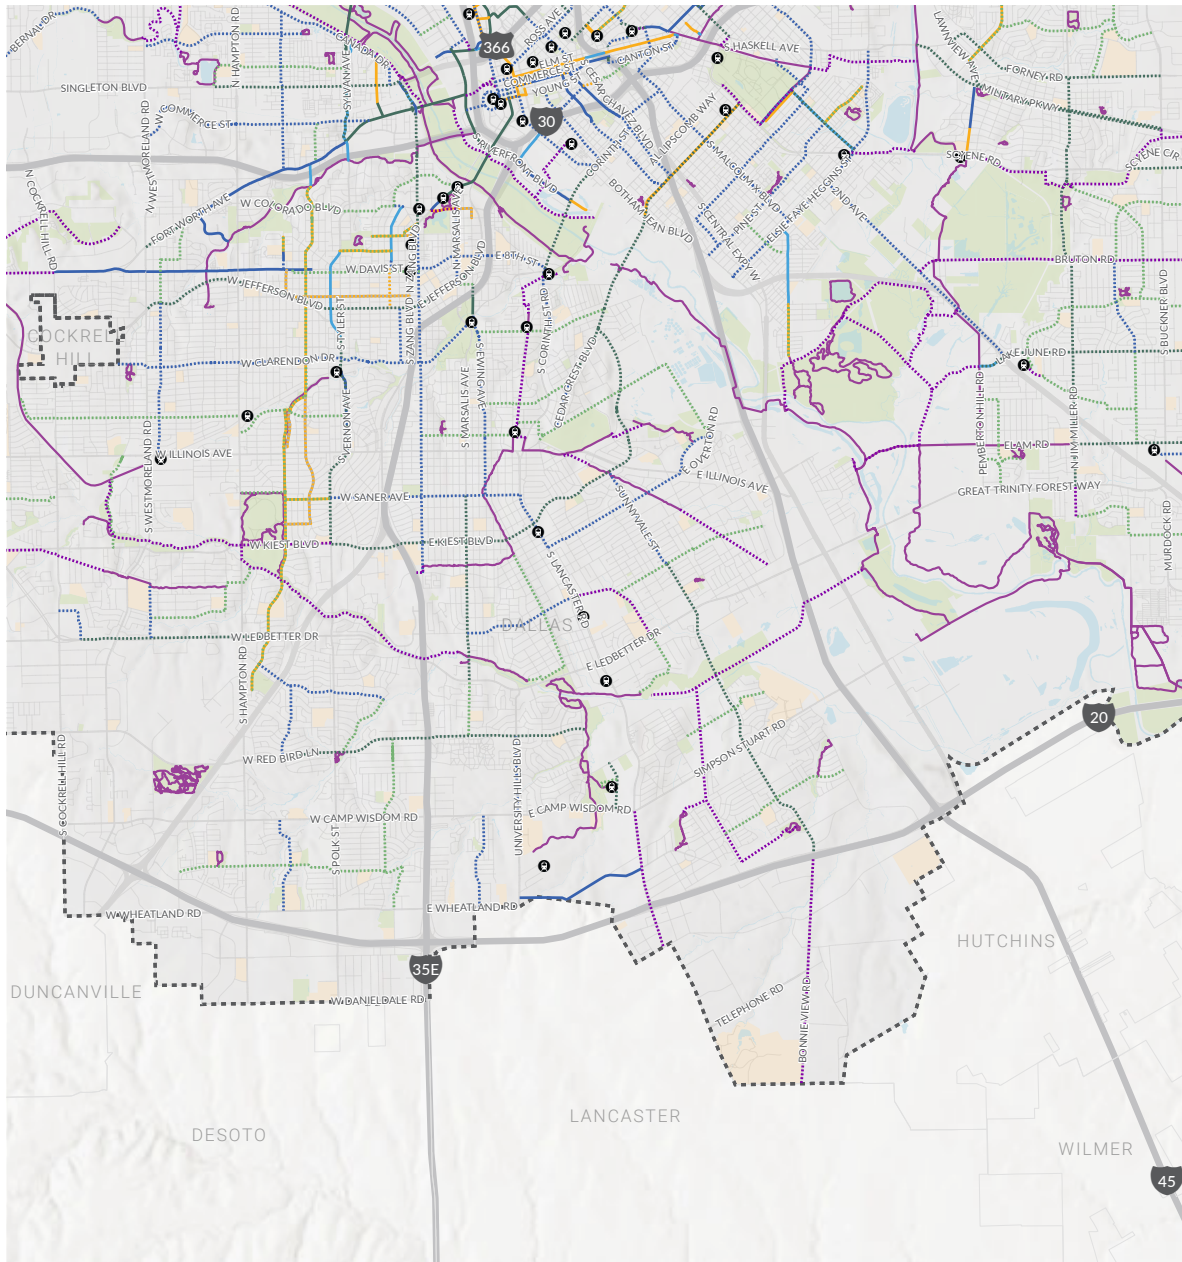 BERNAL DR
N HAMPTON RD
CANADA DR
SYLVAN AVE
366
ROSS AVE
ELM ST
COMMERCE ST
YOUNG ST
CANTON ST
CESAR CHAVEZ BLVD
S HASKELL AVE
LAWNVIEW AVE
FORNEY RD
MILITARY PKWY
SINGLETON BLVD
COMMERCE ST
N WESTMORELAND RD
30
S RIVERFRONT BLVD
CORINTH ST
LIPSCOMB WAY
S MALCOLM X BLVD
BOTHAM JEAN BLVD
S CENTRAL EXPY W
PINE ST
ELSIE FAYE HEGGINS ST
2ND AVE
SCYENE RD
SCYENE CIR
N COCKRELL HILL RD
FORT WORTH AVE
W COLORADO BLVD
W DAVIS ST
W JEFFERSON BLVD
N ZANG BLVD
N MARSALIS AVE
E 8TH ST
E JEFFERSON BLVD
BRUTON RD
S BUCKNER BLVD
COCKRELL
HILL
S TYLER ST
S ZANG BLVD
W CLARENDON DR
S EWING AVE
S MARSALIS AVE
S CORINTH ST RD
CEDAR CREST BLVD
LAKE JUNE RD
PEMBERTON HILL RD
N JIM MILLER RD
ELAM RD
GREAT TRINITY FOREST WAY
MURDOCK RD
S VERNON AVE
S WESTMORELAND RD
W ILLINOIS AVE
E OVERTON RD
E ILLINOIS AVE
W SANER AVE
SUNNYVALE ST
W KIEST BLVD
E KIEST BLVD
S LANCASTER RD
DALLAS
W LEDBETTER DR
E LEDBETTER DR
S HAMPTON RD
20
S COCKRELL HILL RD
W RED BIRD LN
UNIVERSITY HILLS BLVD
SIMPSON STUART RD
W CAMP WISDOM RD
E CAMP WISDOM RD
S POLK ST
W WHEATLAND RD
E WHEATLAND RD
HUTCHINS
35E
DUNCANVILLE
W DANIELDALE RD
TELEPHONE RD
BONNIE VIEW RD
LANCASTER
DESOTO
WILMER
45